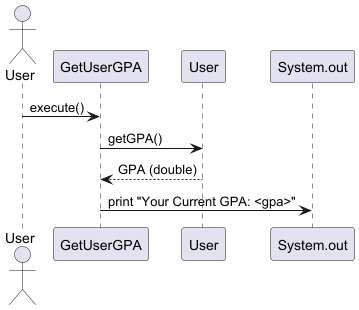 User
GetUserGPA
User
System.out
execute()
getGPA()
GPA (double)
print "Your Current GPA: <gpa>"
User
GetUserGPA
User
System.out